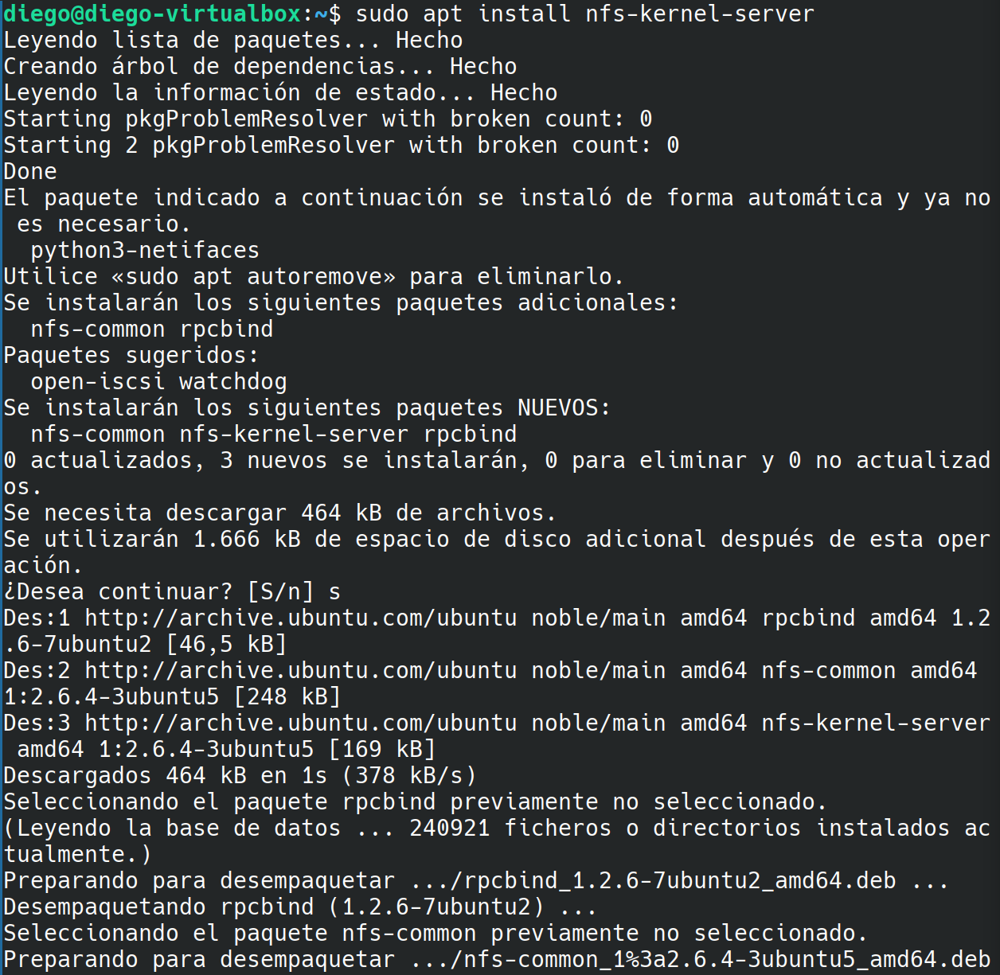 diego@diego-virtualbox:~$ sudo apt install nfs-kernel-server
Leyendo lista de paquetes... Hecho
Creando árbol de dependencias... Hecho
Leyendo la información de estado... Hecho
Starting pkgProblemResolver with broken count: 0
Starting 2 pkgProblemResolver with broken count: 0
Done
El paquete indicado a continuación se instaló de forma automática y ya no
 es necesario.
  python3-netifaces
Utilice «sudo apt autoremove» para eliminarlo.
Se instalarán los siguientes paquetes adicionales:
  nfs-common rpcbind
Paquetes sugeridos:
  open-iscsi watchdog
Se instalarán los siguientes paquetes NUEVOS:
  nfs-common nfs-kernel-server rpcbind
0 actualizados, 3 nuevos se instalarán, 0 para eliminar y 0 no actualizad
os.
Se necesita descargar 464 kB de archivos.
Se utilizarán 1.666 kB de espacio de disco adicional después de esta oper
ación.
¿Desea continuar? [S/n] s
Des:1 http://archive.ubuntu.com/ubuntu noble/main amd64 rpcbind amd64 1.2
.6-7ubuntu2 [46,5 kB]
Des:2 http://archive.ubuntu.com/ubuntu noble/main amd64 nfs-common amd64
1:2.6.4-3ubuntu5 [248 kB]
Des:3 http://archive.ubuntu.com/ubuntu noble/main amd64 nfs-kernel-server
 amd64 1:2.6.4-3ubuntu5 [169 kB]
Descargados 464 kB en 1s (378 kB/s)
Seleccionando el paquete rpcbind previamente no seleccionado.
(Leyendo la base de datos ... 240921 ficheros o directorios instalados ac
tualmente.)
Preparando para desempaquetar .../rpcbind_1.2.6-7ubuntu2_amd64.deb ...
Desempaquetando rpcbind (1.2.6-7ubuntu2) ...
Seleccionando el paquete nfs-common previamente no seleccionado.
Preparando para desempaquetar .../nfs-common_1%3a2.6.4-3ubuntu5_amd64.deb